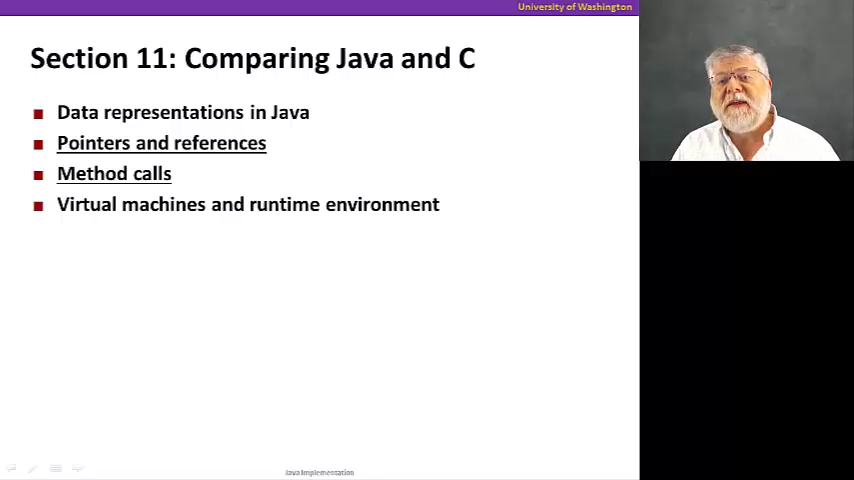 University of Washington
Section 11: Comparing Java and C
Data representations in Java
Pointers and references
Method calls
Virtual machines and runtime environment
Java Implementation